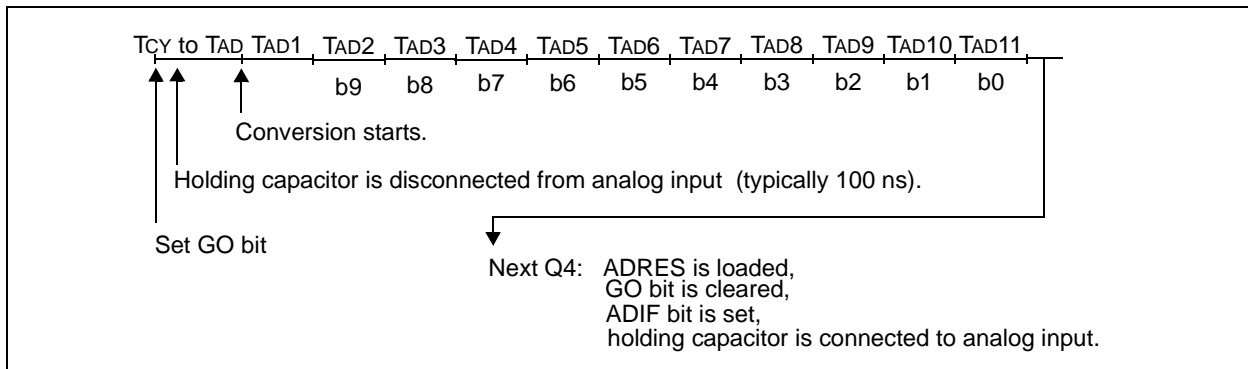 TCY to TAD TAD1 TAD2 TAD3 TAD4 TAD5 TAD6 TAD7 TAD8 TAD9 TAD10 TAD11
b9 b8 b7 b6 b5 b4 b3 b2 b1 b0
Conversion starts.
Holding capacitor is disconnected from analog input (typically 100 ns).
Set GO bit
Next Q4: ADRES is loaded,
GO bit is cleared,
ADIF bit is set,
holding capacitor is connected to analog input.